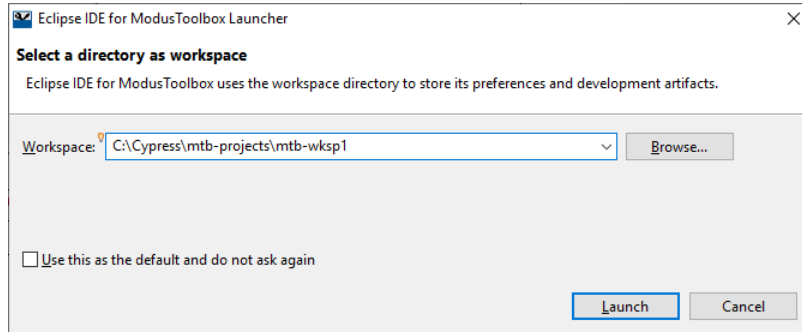 Eclipse IDE for ModusToolbox Launcher
Select a directory as workspace
Eclipse IDE for ModusToolbox uses the workspace directory to store its preferences and development artifacts.
Workspace: C:\Cypress\mtb-projects\mtb-wksp1 Browse...
Use this as the default and do not ask again
Launch Cancel